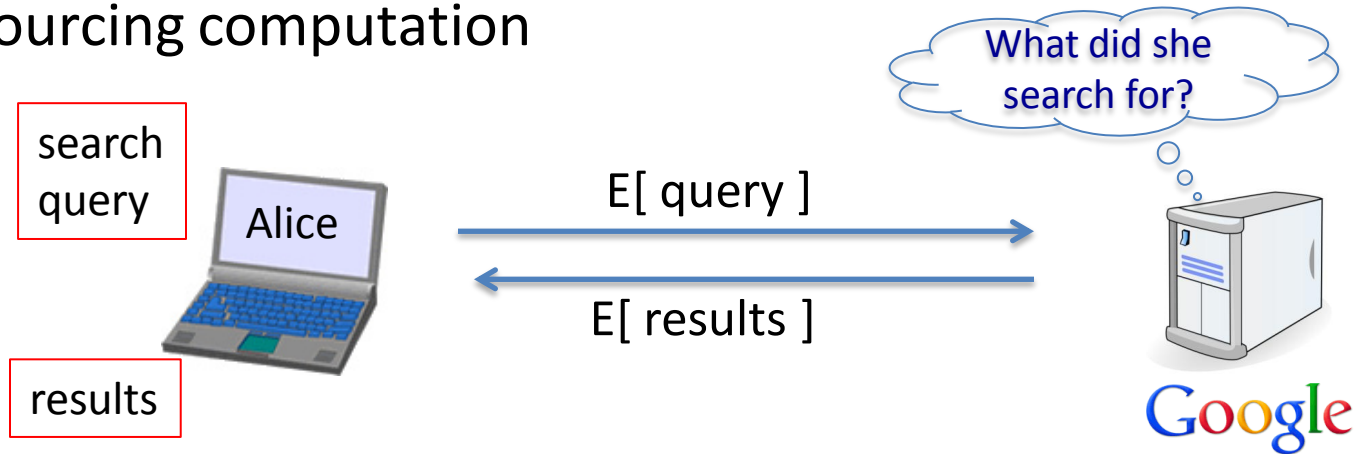 ourcing computation
What did she
search for?
search
query
Alice
E[ query ]
E[ results ]
results
Google